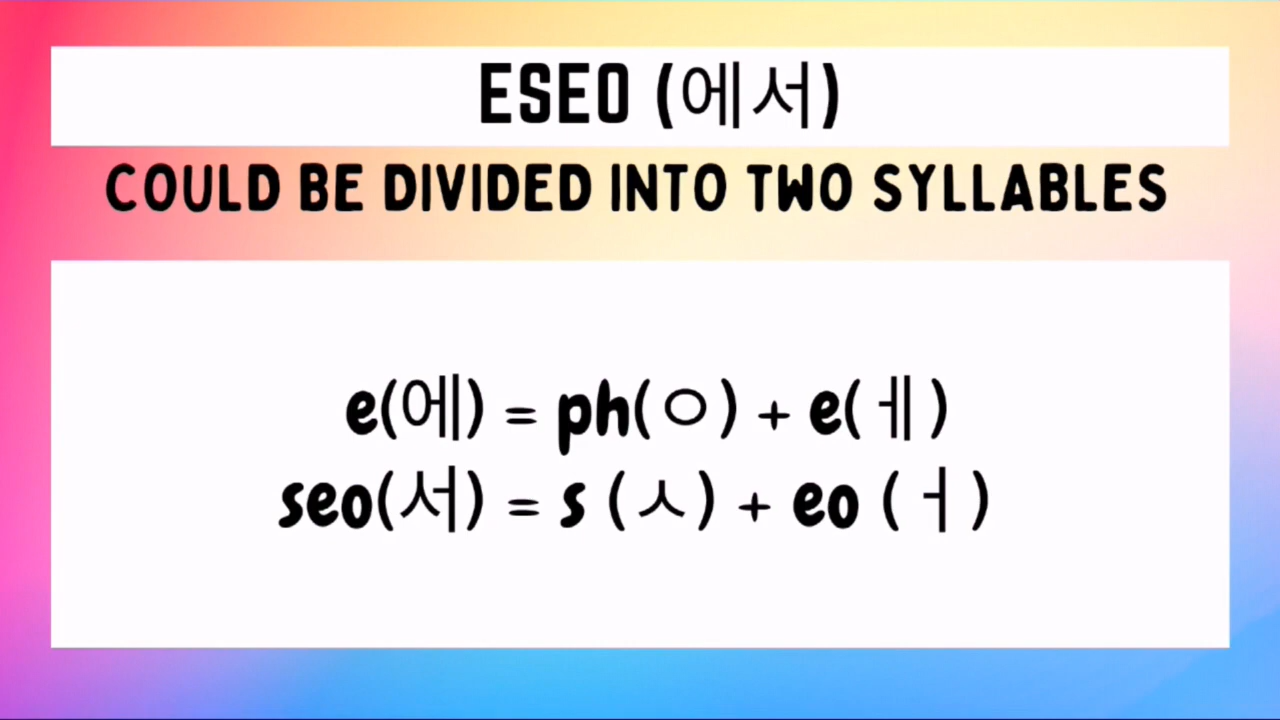 ESEO (에서)
COULD BE DIVIDED INTO TWO SYLLABLES
e(에) = ph(ㅇ) + e(ㅔ)
seo(서) = s (ㅅ) + eo (ㅓ)